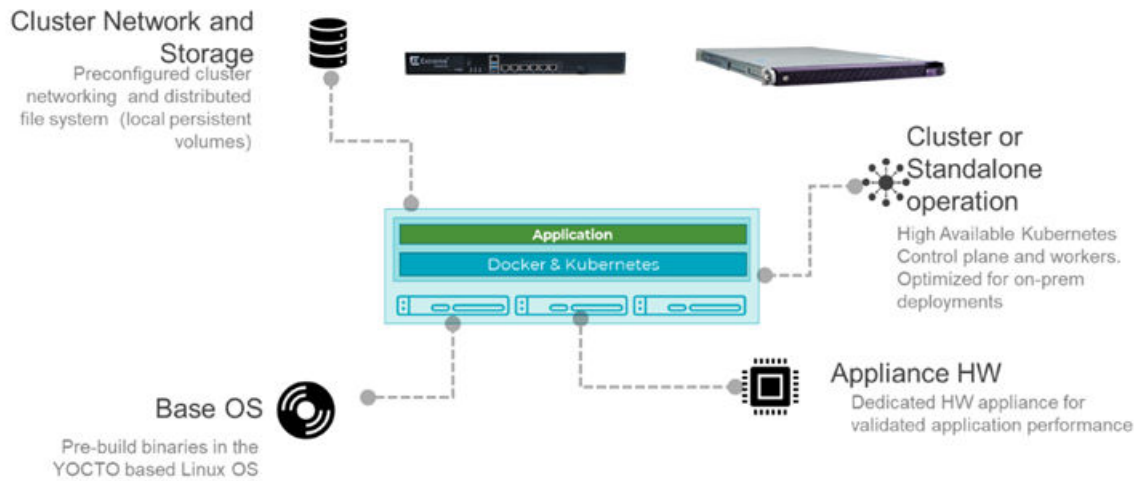 Cluster Network and
Storage
Preconfigured cluster
networking and distributed
file system (local persistent
volumes)
Extreme
Cluster or
Standalone
operation
High Available Kubernetes
Control plane and workers.
Optimized for on-prem
deployments
Application
Docker & Kubernetes
Base OS
Pre-build binaries in the
YOCTO based Linux OS
Appliance HW
Dedicated HW appliance for
validated application performance